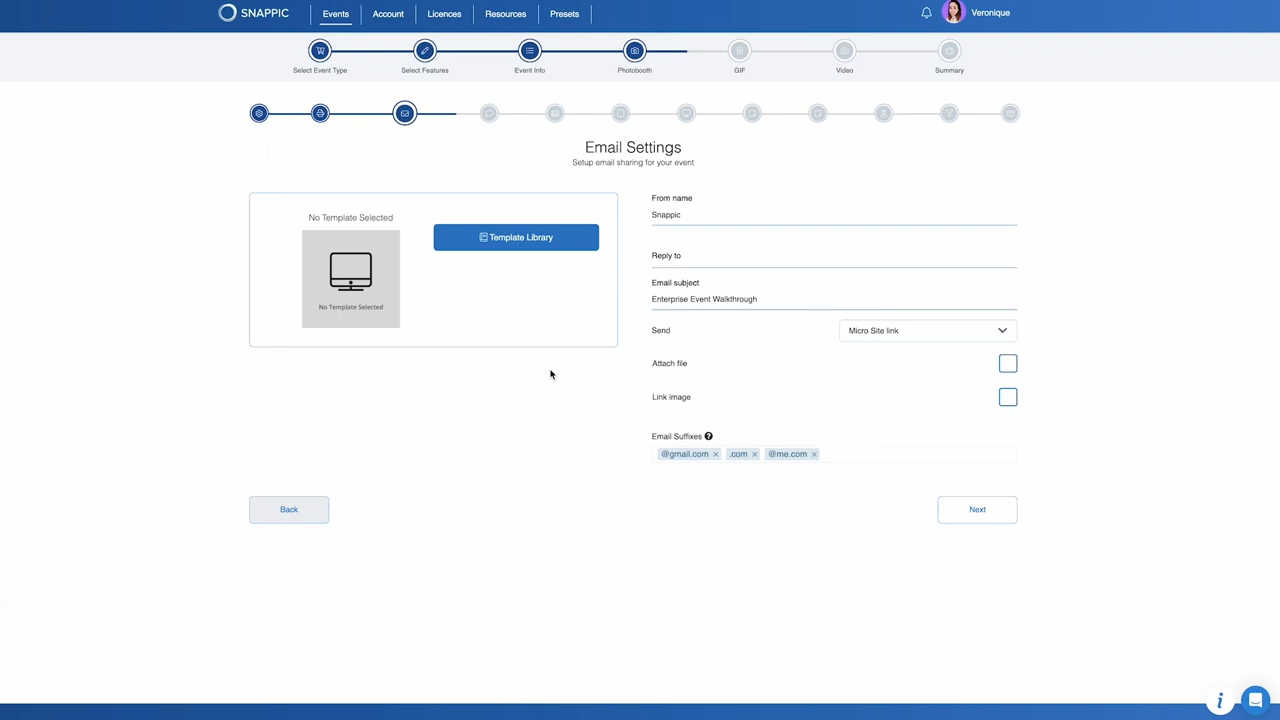 SNAPPIC
Events
Account
Licences
Resources
Presets
Veronique
Select Event Type
Select Features
Event Info
Photobooth
GIF
Video
Summary
Email Settings
Setup email sharing for your event
No Template Selected
Template Library
No Template Selected
From name
Snappic
Reply to
Email subject
Enterprise Event Walkthrough
Send
Micro Site link
Attach file
Link image
Email Suffixes ?
@gmail.com × .com × @me.com ×
Back
Next
i